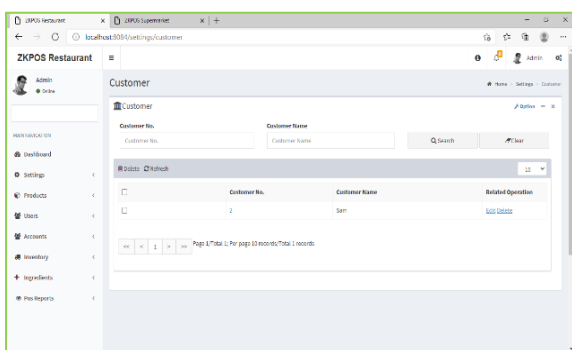 ZKPOS Restaurant
ZKPOS Supermarket
localhost:9084/settings/customer
ZKPOS Restaurant
Admin
Admin
Online
Customer
Home > Settings > Customer
Customer
Option
Customer No.
Customer Name
Customer No.
Customer Name
Search
Clear
MAIN NAVIGATION
Dashboard
Settings
Products
Users
Accounts
Inventory
Ingredients
Pos Reports
Delete Refresh
10
Customer No.
Customer Name
Related Operation
2
Sam
Edit Delete
<< < 1 > >> Page 1/Total 1; Per page 10 records/Total 1 records